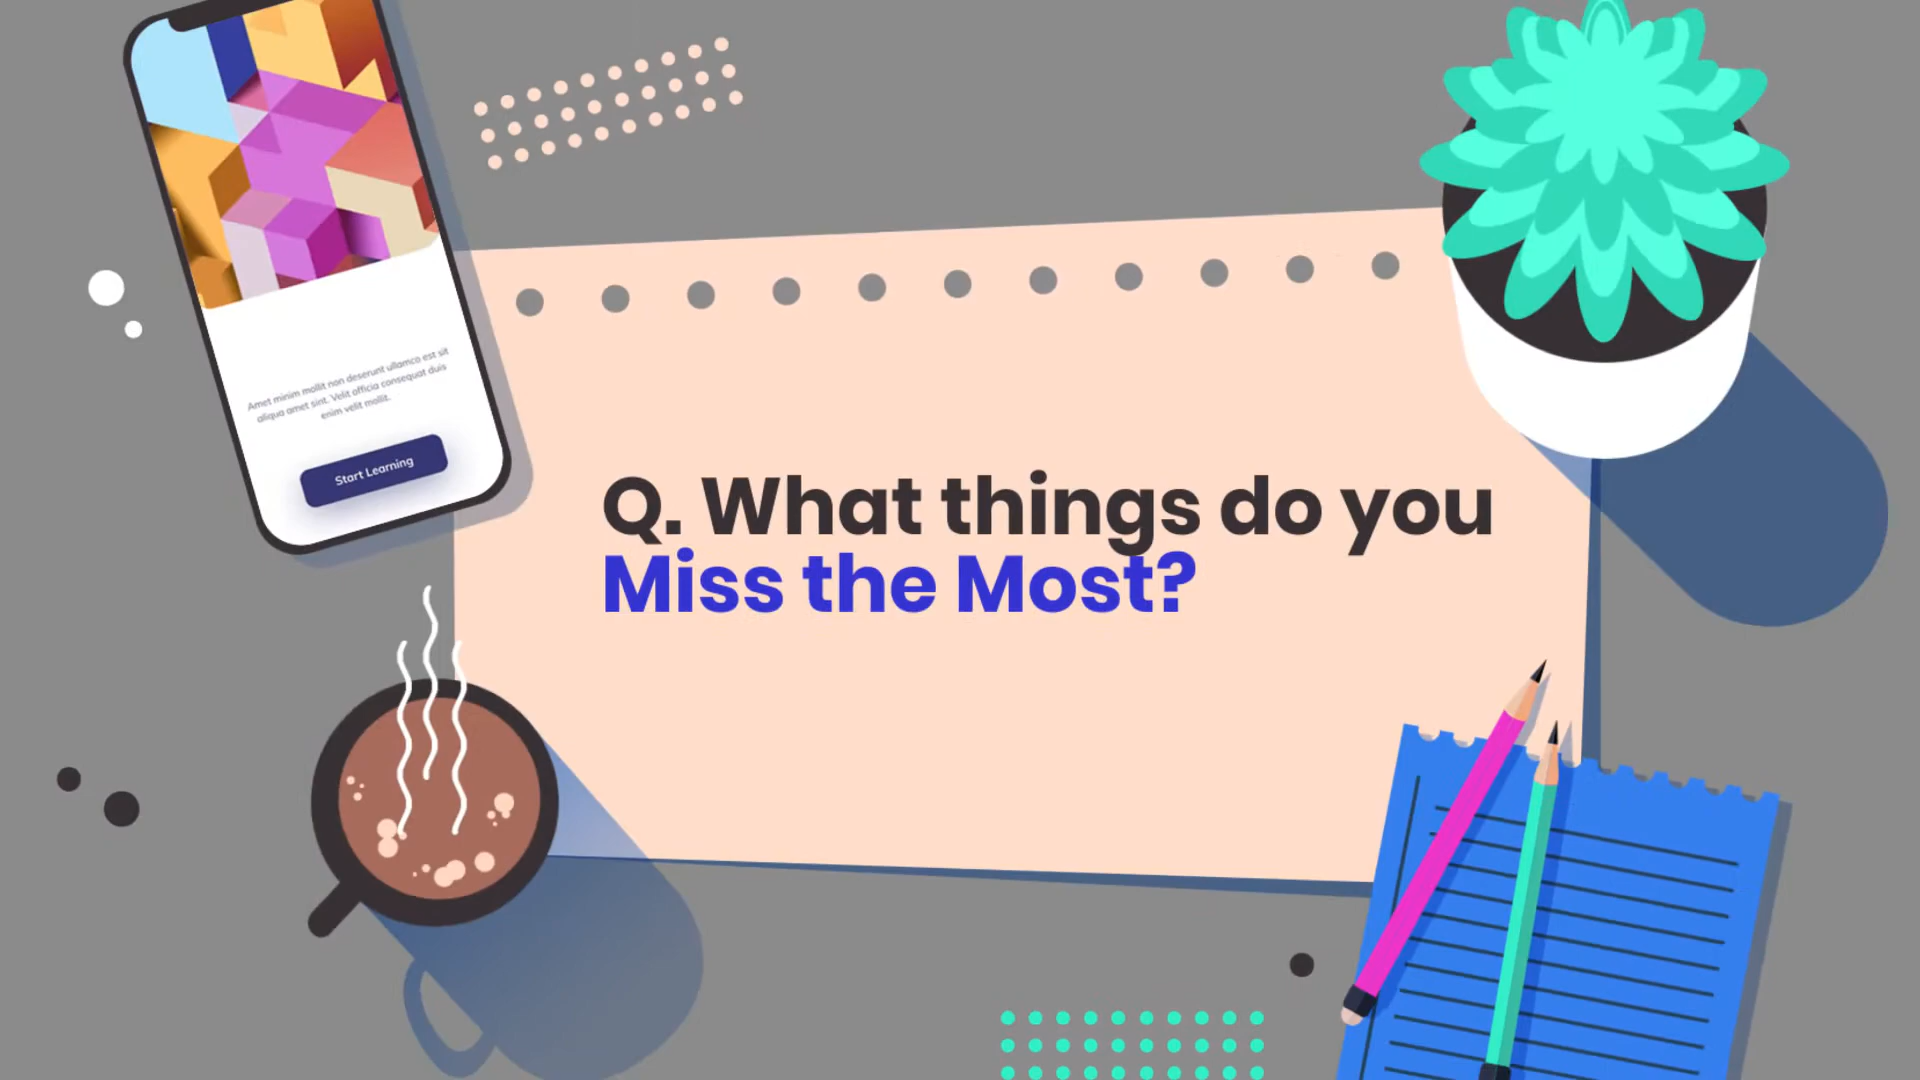 Amet minim mollit non deserunt ullamco est sit
aliqua amet sint. Velit officia consequat duis
enim velit mollit.
Start Learning
Q. What things do you
Miss the Most?